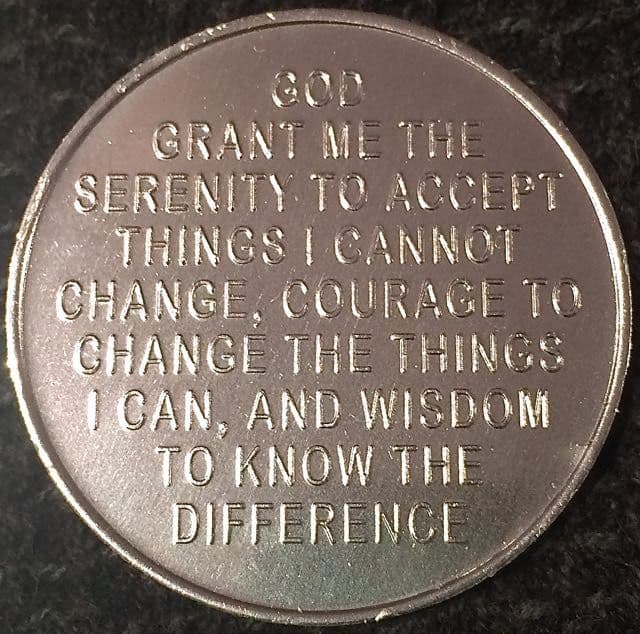 GOD
GRANT ME THE
SERENITY TO ACCEPT
THINGS I CANNOT
CHANGE, COURAGE TO
CHANGE THE THINGS
I CAN, AND WISDOM
TO KNOW THE
DIFFERENCE